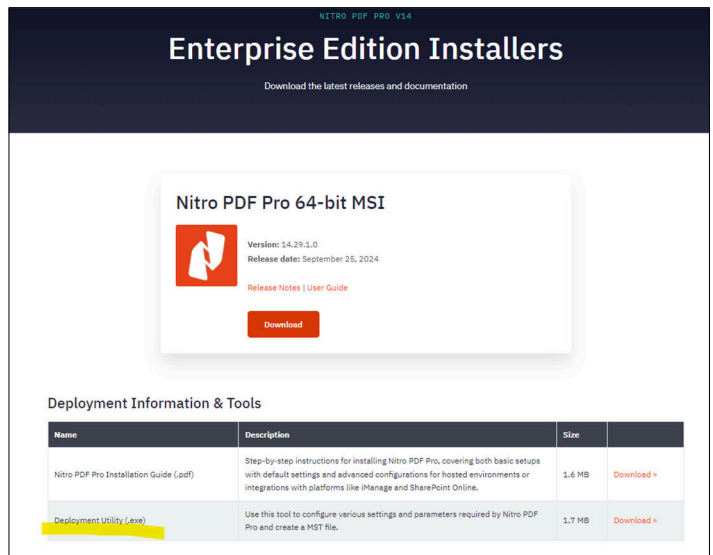 NITRO PDF PRO V14
Enterprise Edition Installers
Download the latest releases and documentation
Nitro PDF Pro 64-bit MSI
Version: 14.29.1.0
Release date: September 25, 2024
Release Notes | User Guide
Download
Deployment Information & Tools
Name Description Size
Step-by-step instructions for installing Nitro PDF Pro, covering both basic setups
Nitro PDF Pro Installation Guide (.pdf) with default settings and advanced configurations for hosted environments or 1.6 MB Download »
integrations with platforms like iManage and SharePoint Online.
Deployment Utility (.exe) Use this tool to configure various settings and parameters required by Nitro PDF 1.7 MB Download »
Pro and create a MST file.